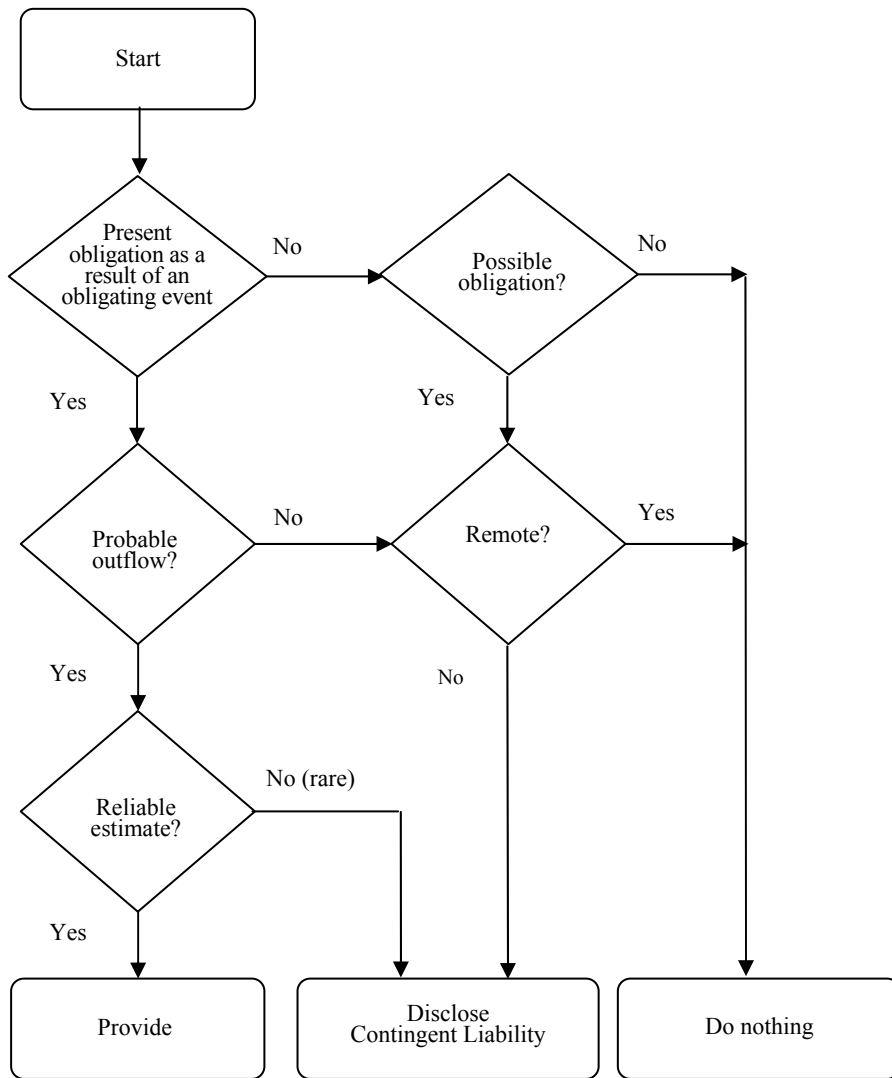 Start
Present
obligation as a
result of an
obligating event
No
Possible
obligation?
No
Yes
Yes
Probable
outflow?
No
Remote?
Yes
Yes
No
Reliable
estimate?
No (rare)
Yes
Provide
Disclose
Contingent Liability
Do nothing